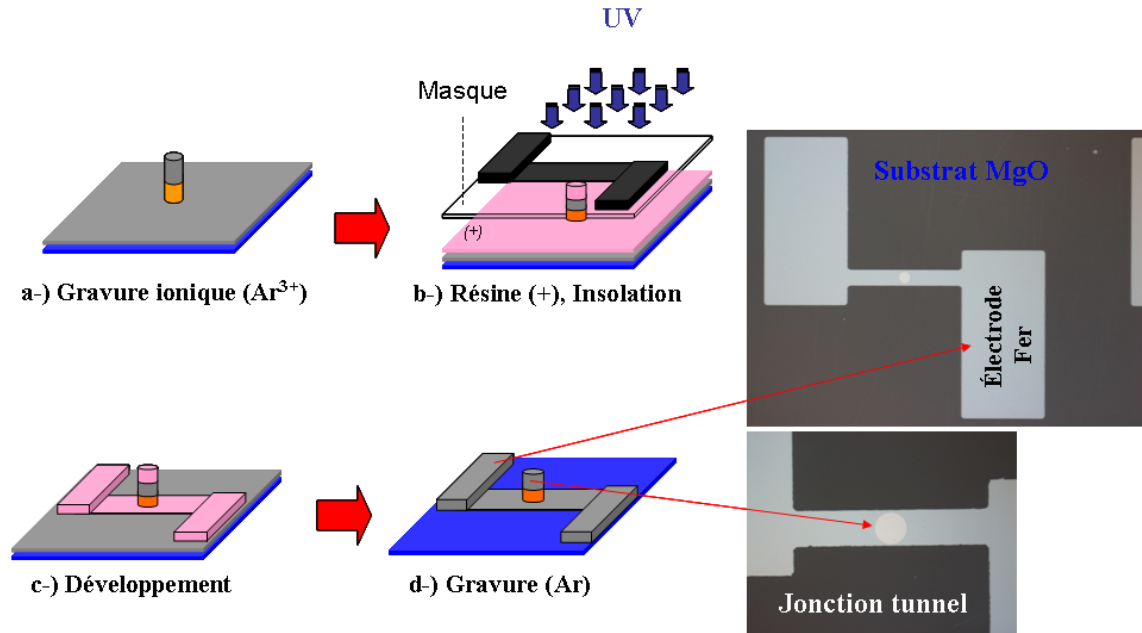 UV
Masque
(+)
a-) Gravure ionique (Ar³⁺)
b-) Résine (+), Insolation
Substrat MgO
Électrode
Fer
c-) Développement
d-) Gravure (Ar)
Jonction tunnel